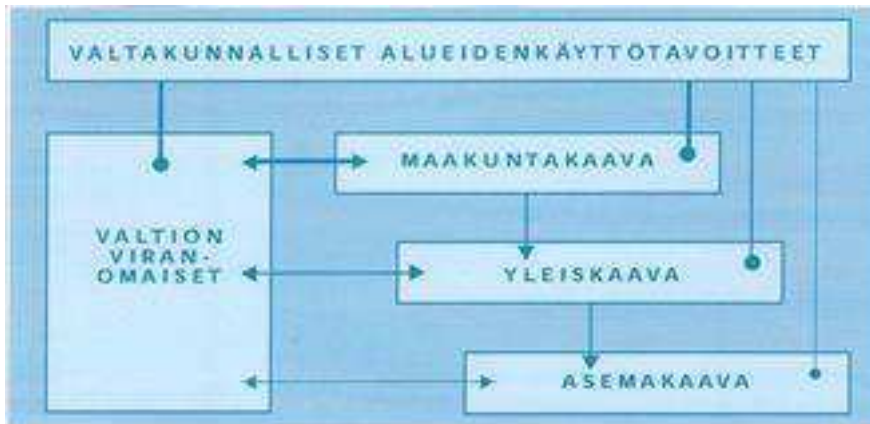 VALTAKUNNALLISET ALUEIDENKÄYTTÖTAVOITTEET
MAAKUNTAKAAVA
VALTION
VIRAN-
OMAISET
YLEISKAAVA
ASEMAKAAVA